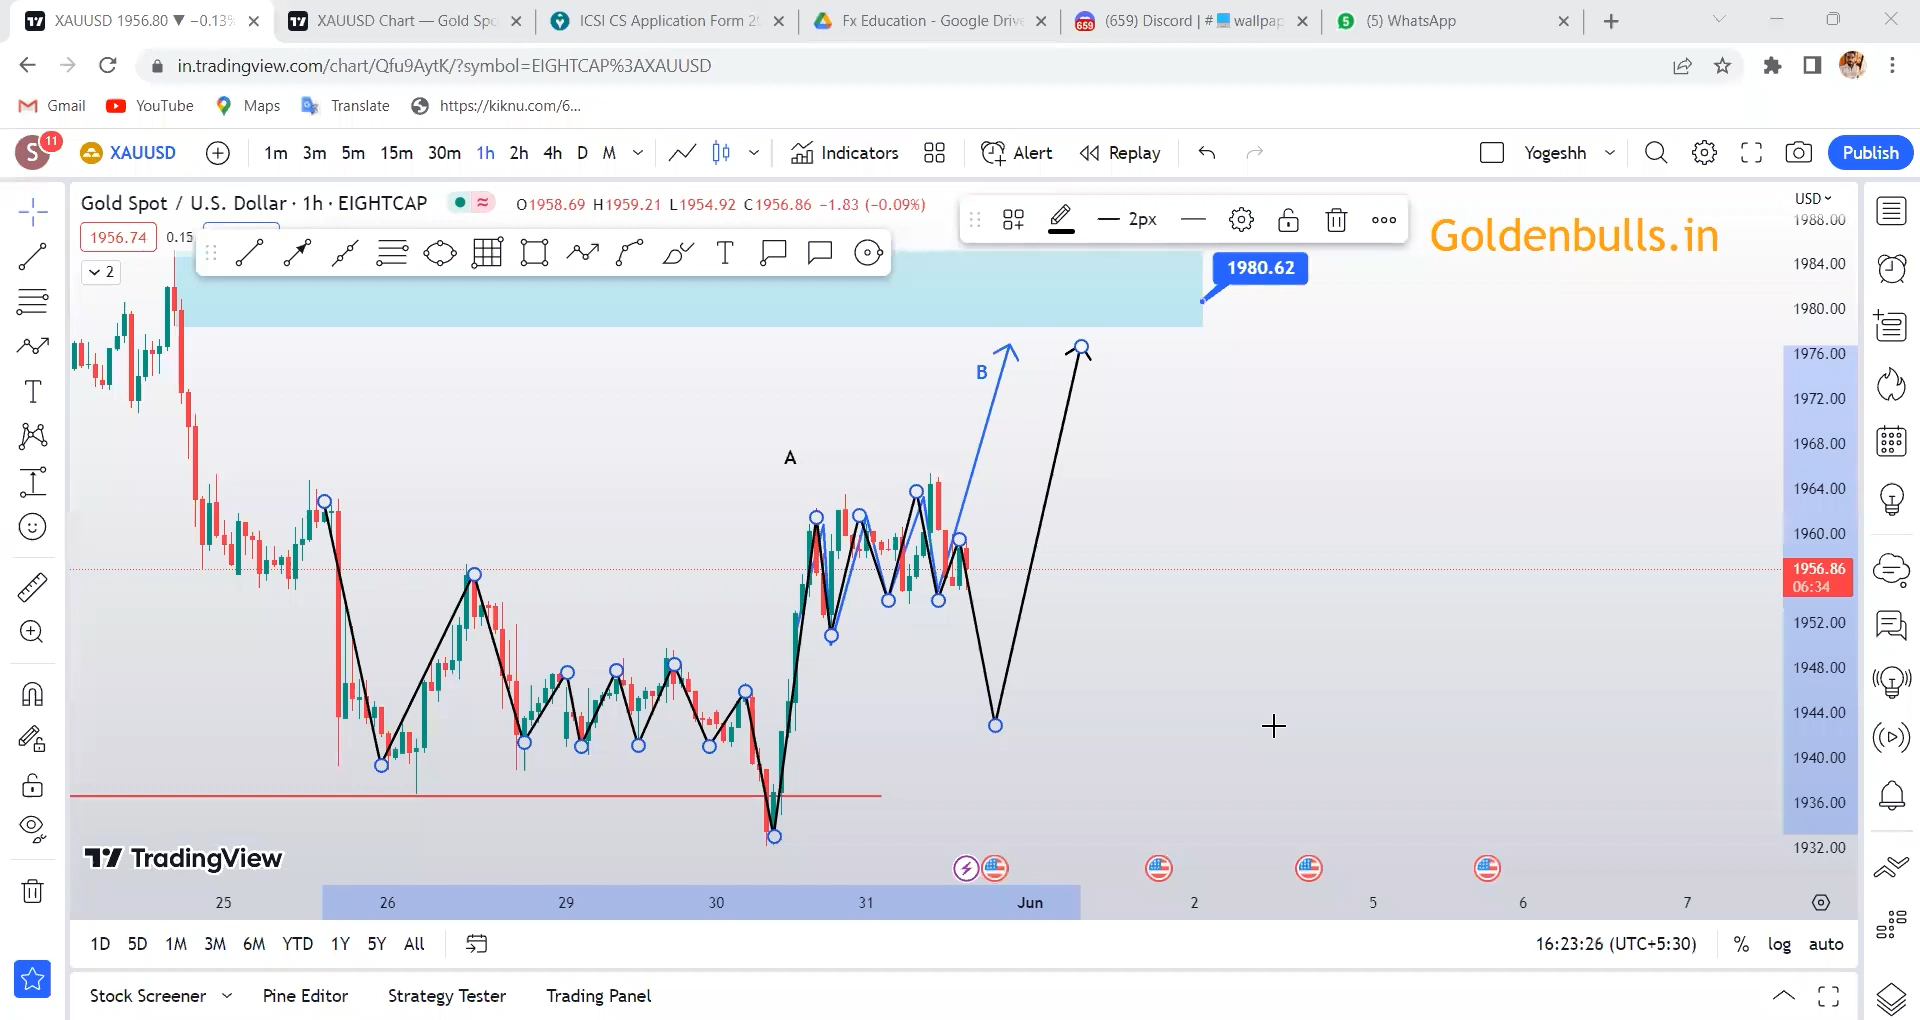 XAUUSD 1956.80 ▼ −0.13%
XAUUSD Chart — Gold Spo
ICSI CS Application Form 2
Fx Education - Google Drive
659
(659) Discord | # wallpap
5
(5) WhatsApp
in.tradingview.com/chart/Qfu9AytK/?symbol=EIGHTCAP%3AXAUUSD
Gmail YouTube Maps Translate https://kiknu.com/6...
S 11 XAUUSD 1m 3m 5m 15m 30m 1h 2h 4h D M Indicators Alert Replay Yogeshh Publish
Gold Spot / U.S. Dollar · 1h · EIGHTCAP O1958.69 H1959.21 L1954.92 C1956.86 −1.83 (−0.09%)
USD
1956.74 0.15
2px
Goldenbulls.in
T
2
1980.62
1988.00
1984.00
1980.00
1976.00
1972.00
1968.00
1964.00
1960.00
1956.86
06:34
1952.00
1948.00
1944.00
1940.00
1936.00
1932.00
B
A
TradingView
25 26 29 30 31 Jun 2 5 6 7
1D 5D 1M 3M 6M YTD 1Y 5Y All 16:23:26 (UTC+5:30) % log auto
Stock Screener Pine Editor Strategy Tester Trading Panel